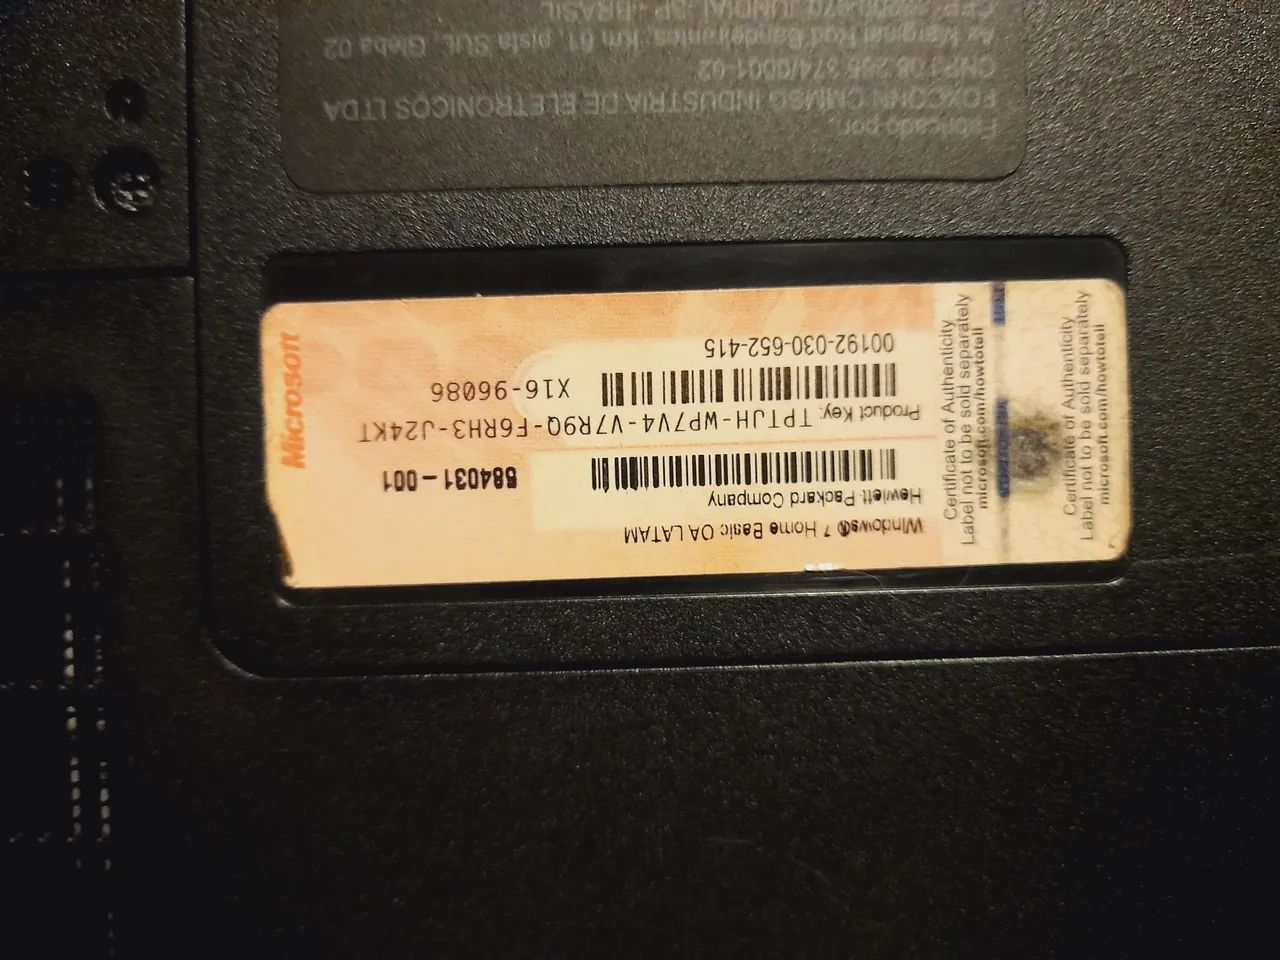 Certificate of Authenticity
Label not to be sold separately
microsoft.com/howtotell
Certificate of Authenticity
Label not to be sold separately
microsoft.com/howtotell
Windows® 7 Home Basic OA LATAM
Hewlett-Packard Company
584031-001
Product Key: TPTJH-WP7V4-V7R9Q-F6RH3-J24KT
X16-96086
00192-030-652-415
Microsoft
Fabricado por:
FOXCONN CMMSG INDUSTRIA DE ELETRONICOS LTDA
CNPJ 08.285.374/0001-02
Av Marginal Rod Bandeirantes, km 61, pista SUL, Gleba 02
JUNDIAI-SP -BRASIL